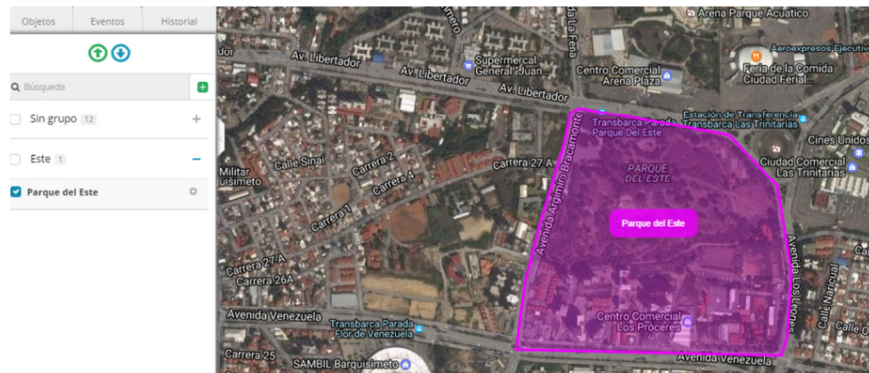 Objetos
Eventos
Historial
Búsqueda
Sin grupo 12
Este 1
Parque del Este
Arena Parque Acuatico
Supermercal
General "Juan...
Centro Comercial
Arena Plaza
Aeroexpresos Ejecutivo
Feria de la Comida
Ciudad Ferial...
Av. Libertador
Av. Libertador
Av. Libertador
Transbarca Parada
Parque Del Este
Estación de Transferencia
Transbarca Las Trinitarias
Cines Unidos
Ciudad Comercial
Las Trinitarias
PARQUE
DEL ESTE
Parque del Este
Avenida Argimiro Bracamonte
Calle Sinai
Carrera 2
Carrera 4
Carrera 1
Carrera 27-A
Carrera 27-A
Carrera 26A
Militar
Avenida Los Leones
Calle Nancual
Centro Comercial
Los Próceres
Avenida Venezuela
Transbarca Parada
Flor de Venezuela
Avenida Venezuela
Carrera 25
SAMBIL Barquisimeto